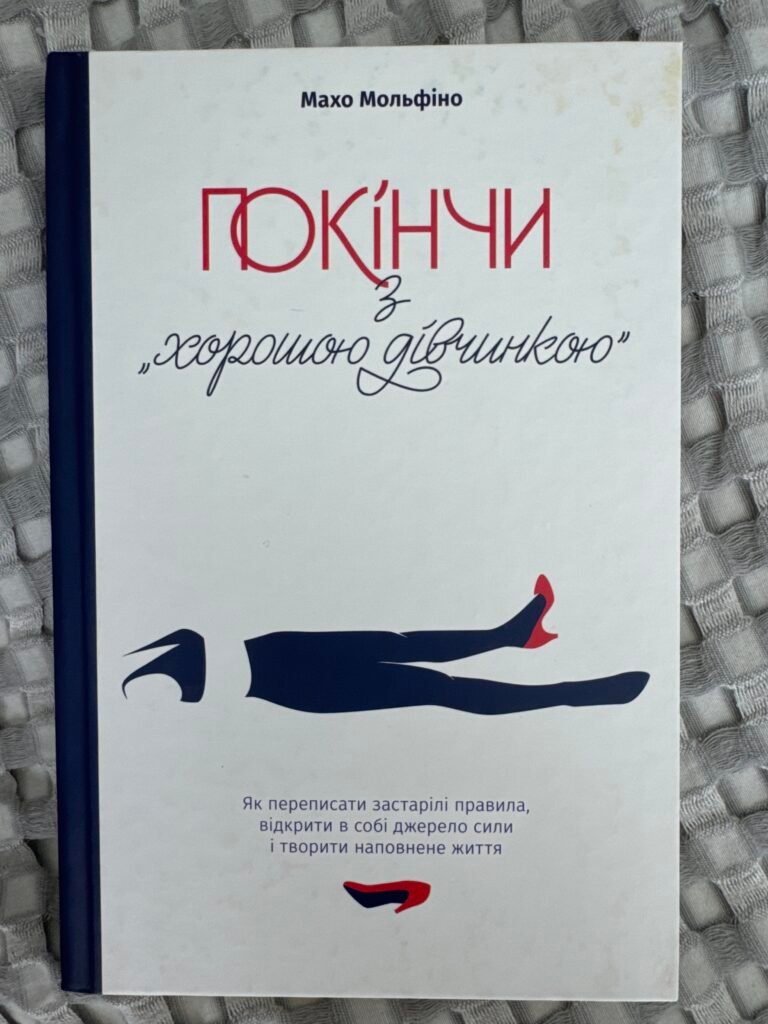 Махо Мольфіно
ПОКІНЧИ
з
„хорошою дівчинкою”
Як переписати застарілі правила,
відкрити в собі джерело сили
і творити наповнене життя